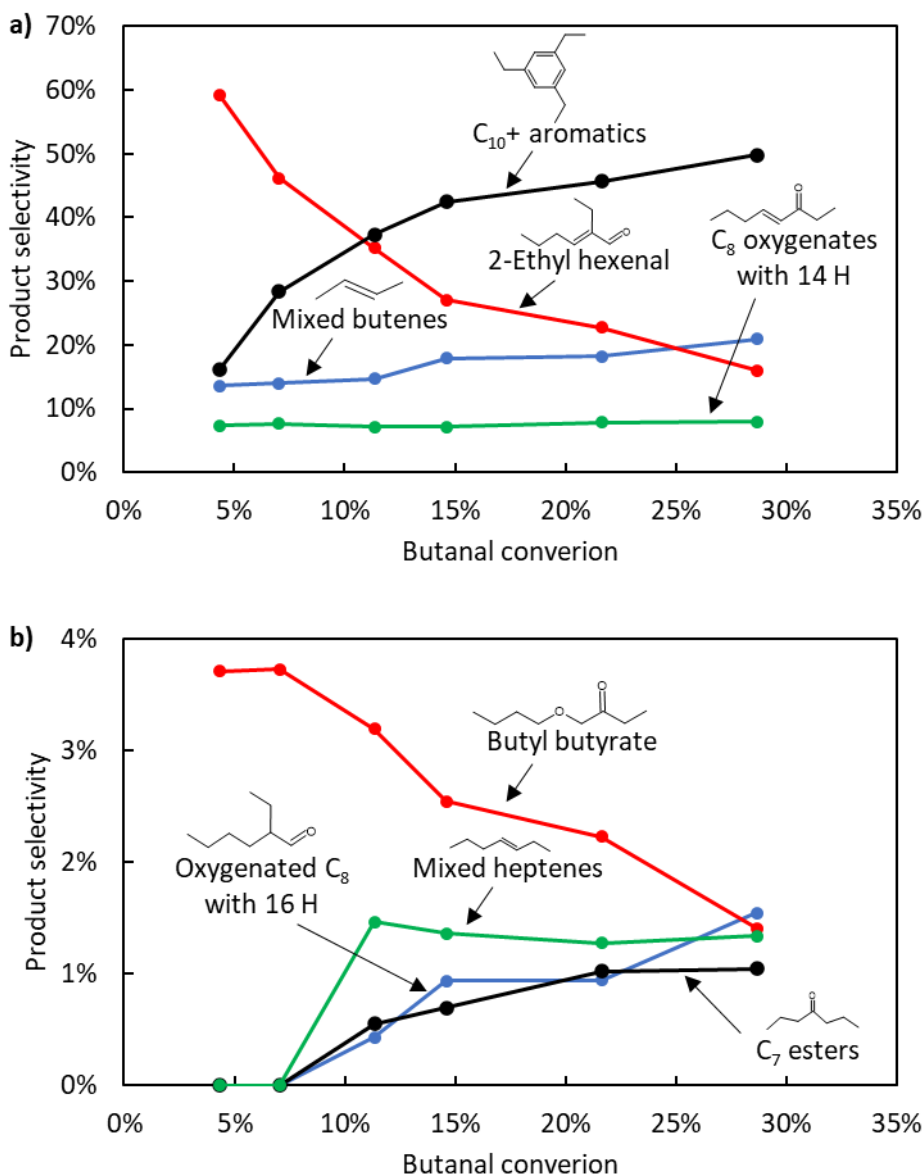 a)
70%
60%
50%
40%
30%
20%
10%
0%
Product selectivity
C10+ aromatics
2-Ethyl hexenal
C8 oxygenates
with 14 H
Mixed butenes
O
O
0% 5% 10% 15% 20% 25% 30% 35%
Butanal converion
b)
4%
3%
2%
1%
0%
Product selectivity
O
O
Butyl butyrate
O
Oxygenated C8
with 16 H
Mixed heptenes
O
C7 esters
0% 5% 10% 15% 20% 25% 30% 35%
Butanal converion